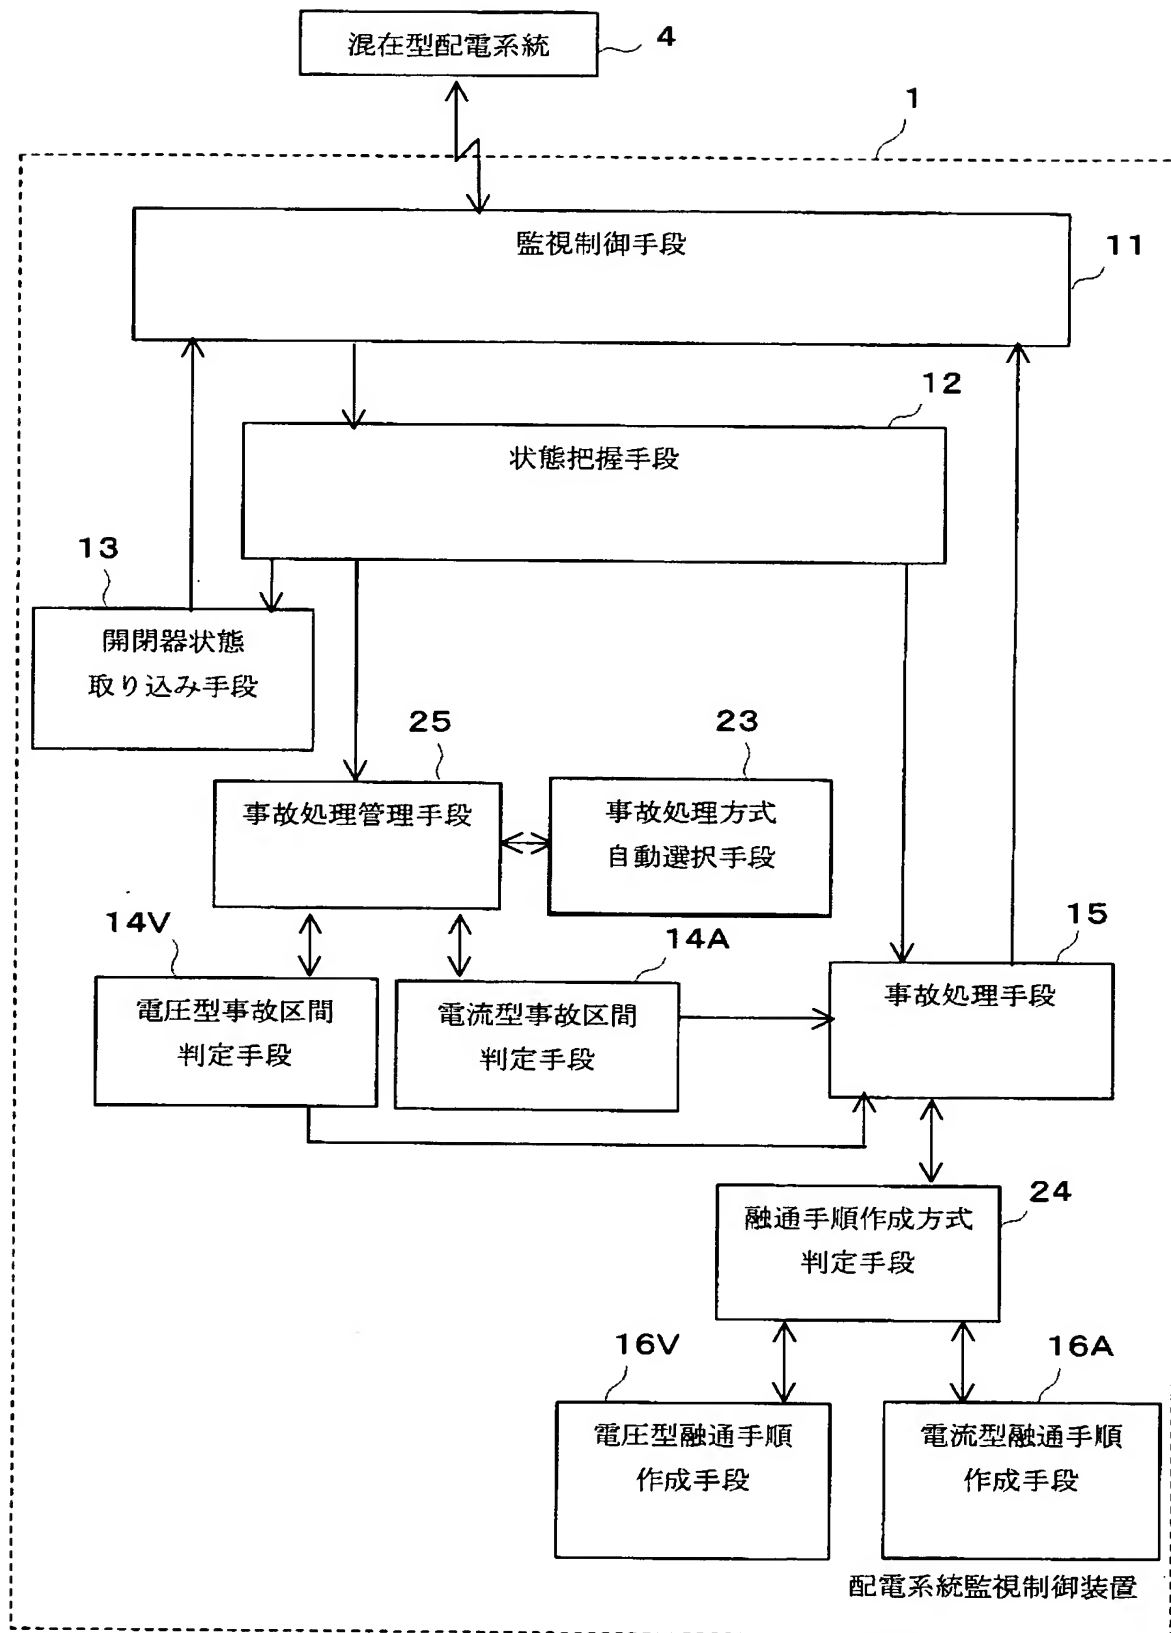 混在型配電系統
4
1
監視制御手段
11
12
状態把握手段
13
開閉器状態
取り込み手段
25
23
事故処理管理手段
事故処理方式
自動選択手段
14V
14A
15
電圧型事故区間
判定手段
電流型事故区間
判定手段
事故処理手段
24
融通手順作成方式
判定手段
16V
16A
電圧型融通手順
作成手段
電流型融通手順
作成手段
配電系統監視制御装置